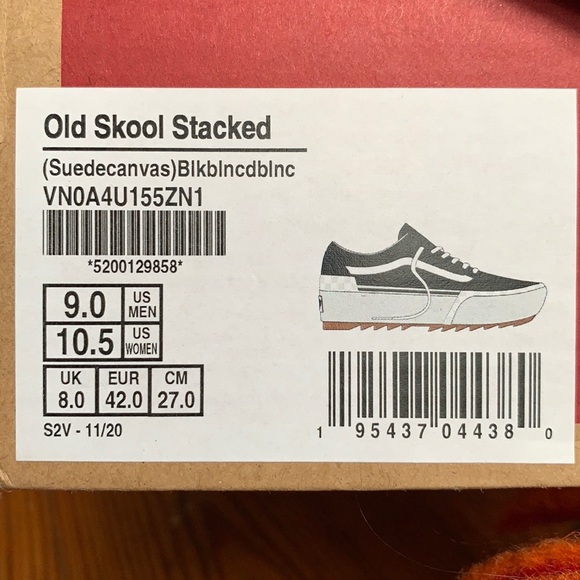 Old Skool Stacked
(Suedecanvas)Blkblncdblnc
VN0A4U155ZN1
*5200129858*
9.0 US MEN
10.5 US WOMEN
UK EUR CM
8.0 42.0 27.0
S2V - 11/20
1 95437 04438 0